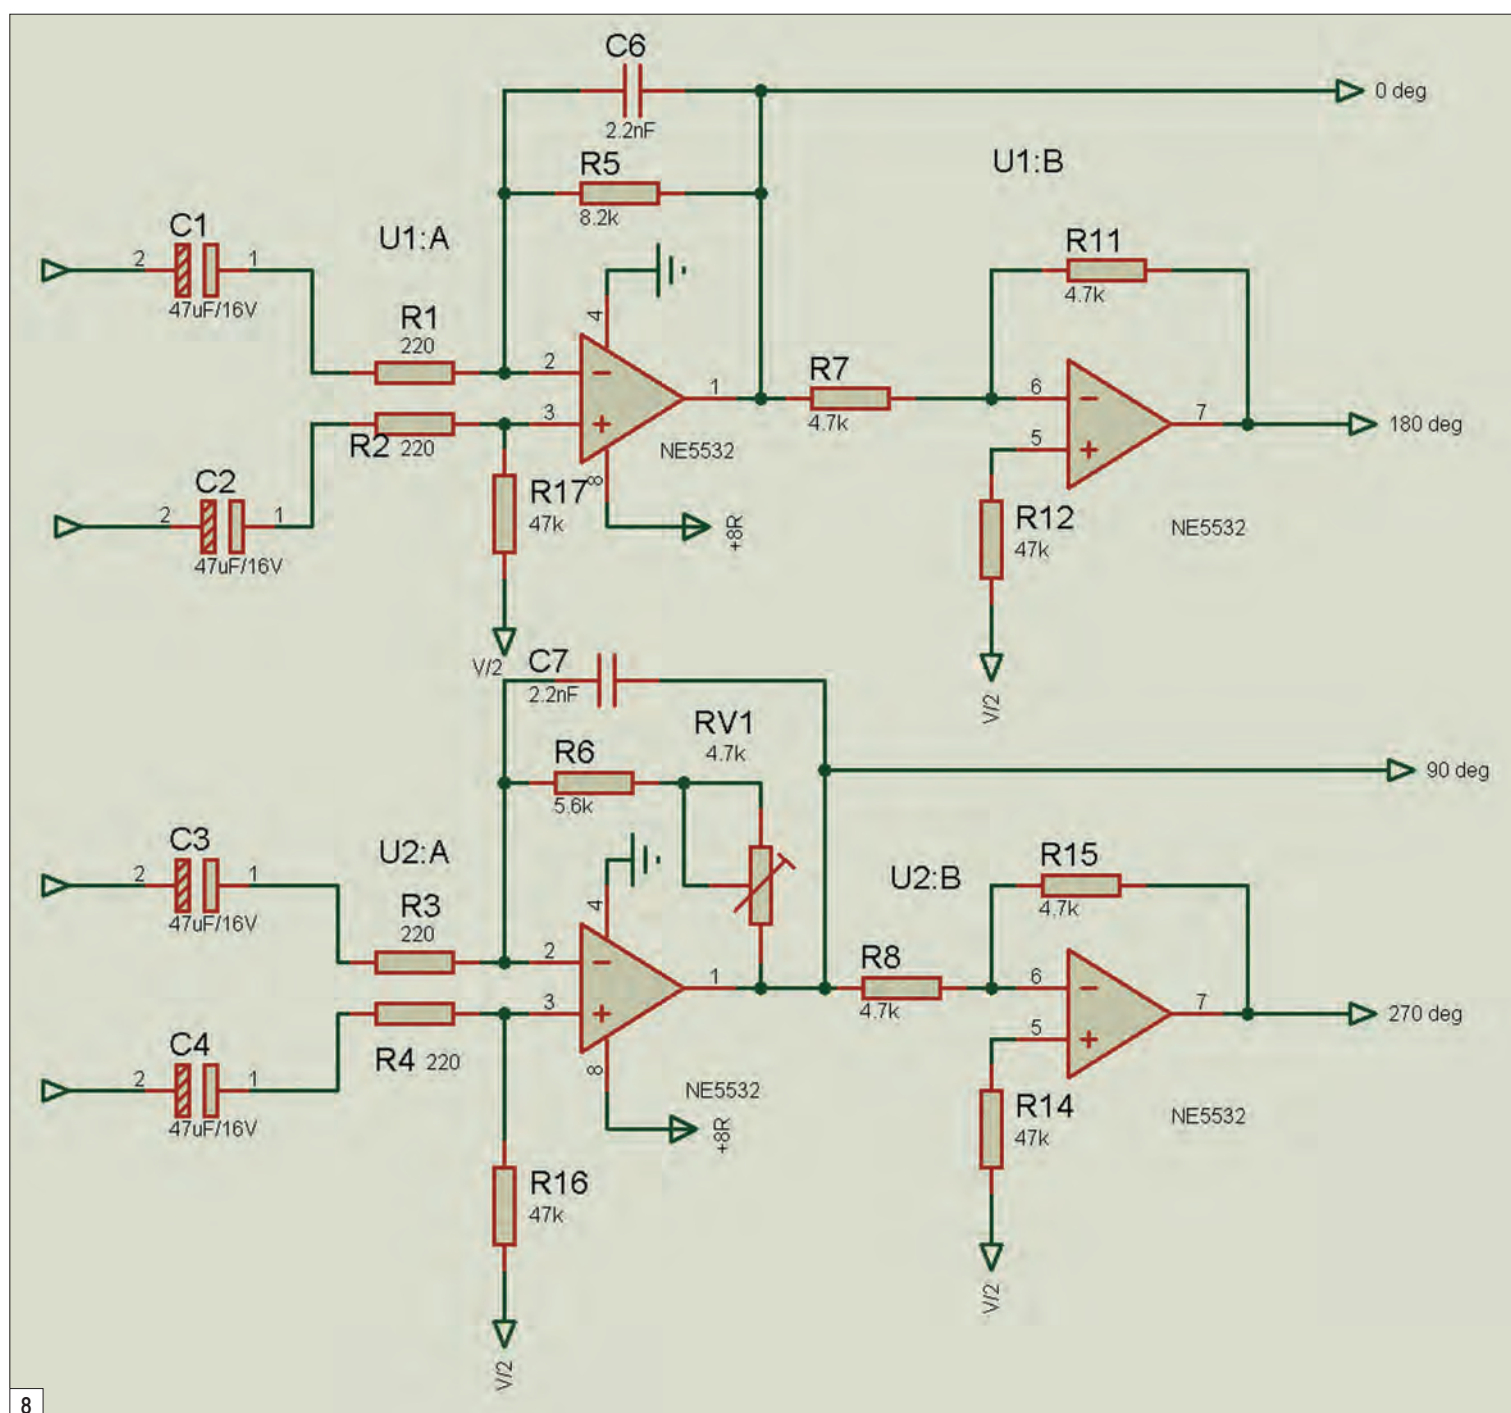 C6
2.2nF
0 deg
R5
8.2k
U1:B
C1
2 1
47uF/16V
U1:A
R11
4.7k
R1
220
4
2
3
1
R7
4.7k
6
5
7
180 deg
R2 220
NE5532
C2
2 1
47uF/16V
R17
47k
8
+8R
R12
47k
NE5532
V/2
V/2
C7
2.2nF
RV1
4.7k
R6
5.6k
90 deg
C3
2 1
47uF/16V
U2:A
U2:B
R15
4.7k
R3
220
4
2
3
1
R8
4.7k
6
5
7
270 deg
C4
2 1
47uF/16V
R4 220
8
NE5532
+8R
R14
47k
NE5532
R16
47k
V/2
V/2
8